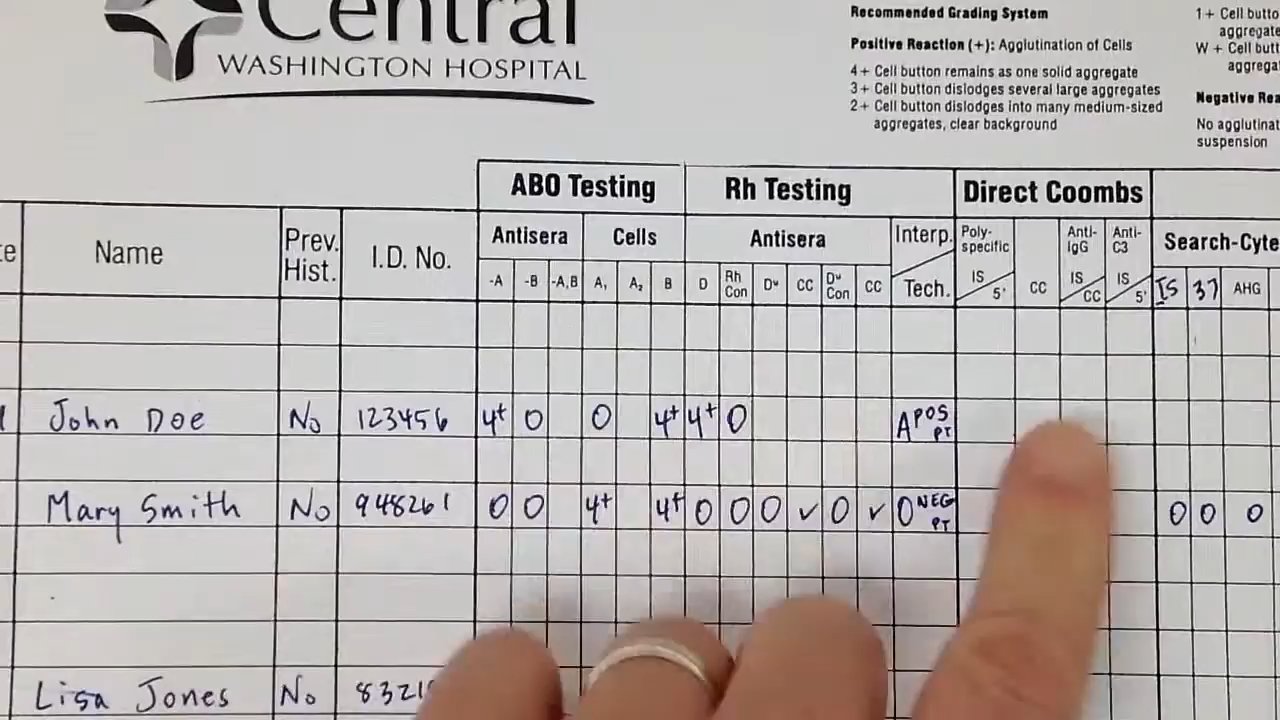 Central
WASHINGTON HOSPITAL
Recommended Grading System
Positive Reaction (+): Agglutination of Cells
4+ Cell button remains as one solid aggregate
3+ Cell button dislodges several large aggregates
2+ Cell button dislodges into many medium-sized
aggregates, clear background
1+ Cell
aggregate
W + Cell
Negative
No
suspension
ABO Testing Rh Testing Direct Coombs
Name Prev. Hist. I.D. No. Antisera Cells Antisera Interp. Tech. Poly-specific IS 5' CC Anti-IgG IS CC Anti-C3 IS 5'
-A -B -A,B A₁ A₂ B D Rh Con Dᵘ CC Dᵘ Con CC IS 37 AHG
John Doe No 123456 4+ 0 0 4+ 4+ 0 A POS PT
Mary Smith No 948261 0 0 4+ 4+ 0 0 0 ✓ 0 ✓ O NEG PT 0 0 0
Lisa Jones No